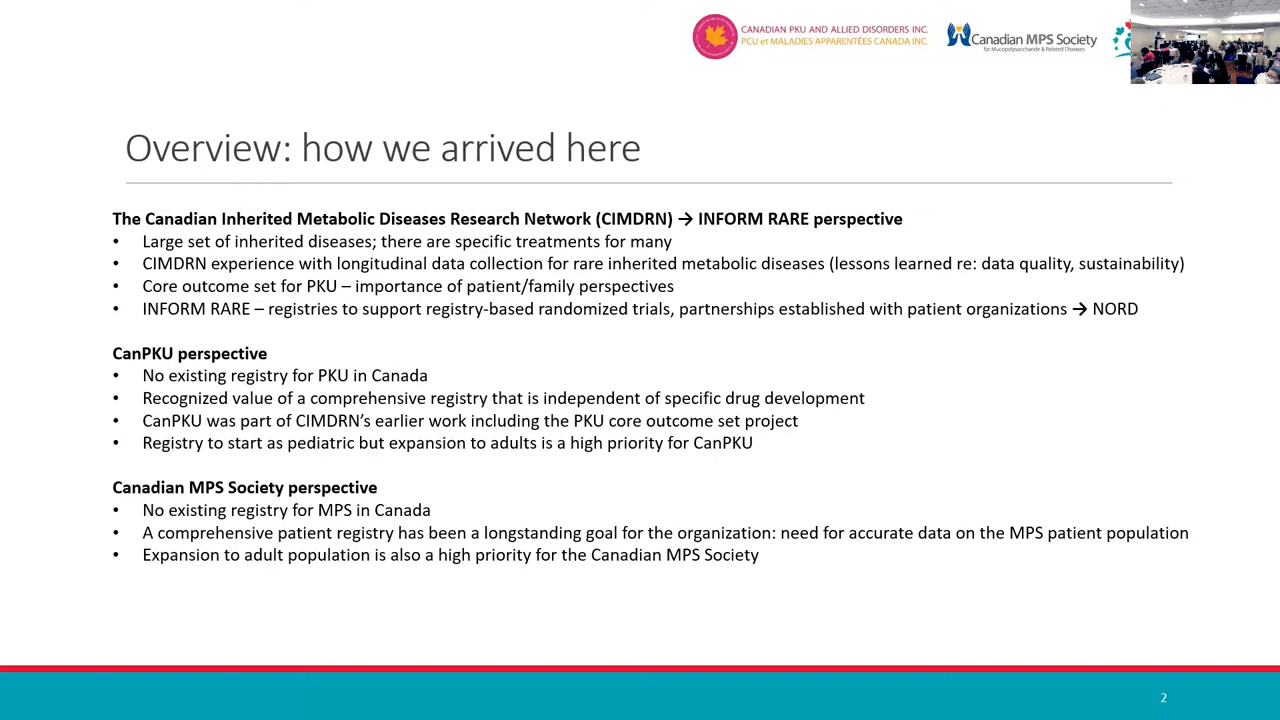 CANADIAN PKU AND ALLIED DISORDERS INC.
PCU et MALADIES APPARENTÉES CANADA INC.
Canadian MPS Society
for Mucopolysaccharide & Related Diseases
Overview: how we arrived here
The Canadian Inherited Metabolic Diseases Research Network (CIMDRN) → INFORM RARE perspective
• Large set of inherited diseases; there are specific treatments for many
• CIMDRN experience with longitudinal data collection for rare inherited metabolic diseases (lessons learned re: data quality, sustainability)
• Core outcome set for PKU – importance of patient/family perspectives
• INFORM RARE – registries to support registry-based randomized trials, partnerships established with patient organizations → NORD
CanPKU perspective
• No existing registry for PKU in Canada
• Recognized value of a comprehensive registry that is independent of specific drug development
• CanPKU was part of CIMDRN’s earlier work including the PKU core outcome set project
• Registry to start as pediatric but expansion to adults is a high priority for CanPKU
Canadian MPS Society perspective
• No existing registry for MPS in Canada
• A comprehensive patient registry has been a longstanding goal for the organization: need for accurate data on the MPS patient population
• Expansion to adult population is also a high priority for the Canadian MPS Society
2